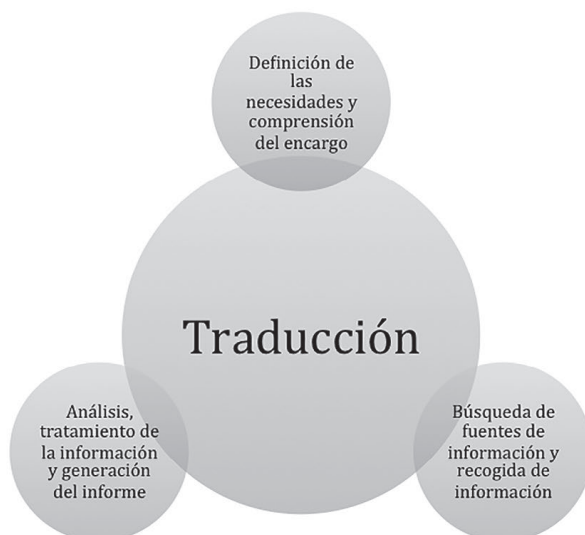 Definición de
las
necesidades y
comprensión
del encargo
Traducción
Análisis,
tratamiento de
la información
y generación
del informe
Búsqueda de
fuentes de
información y
recogida de
información